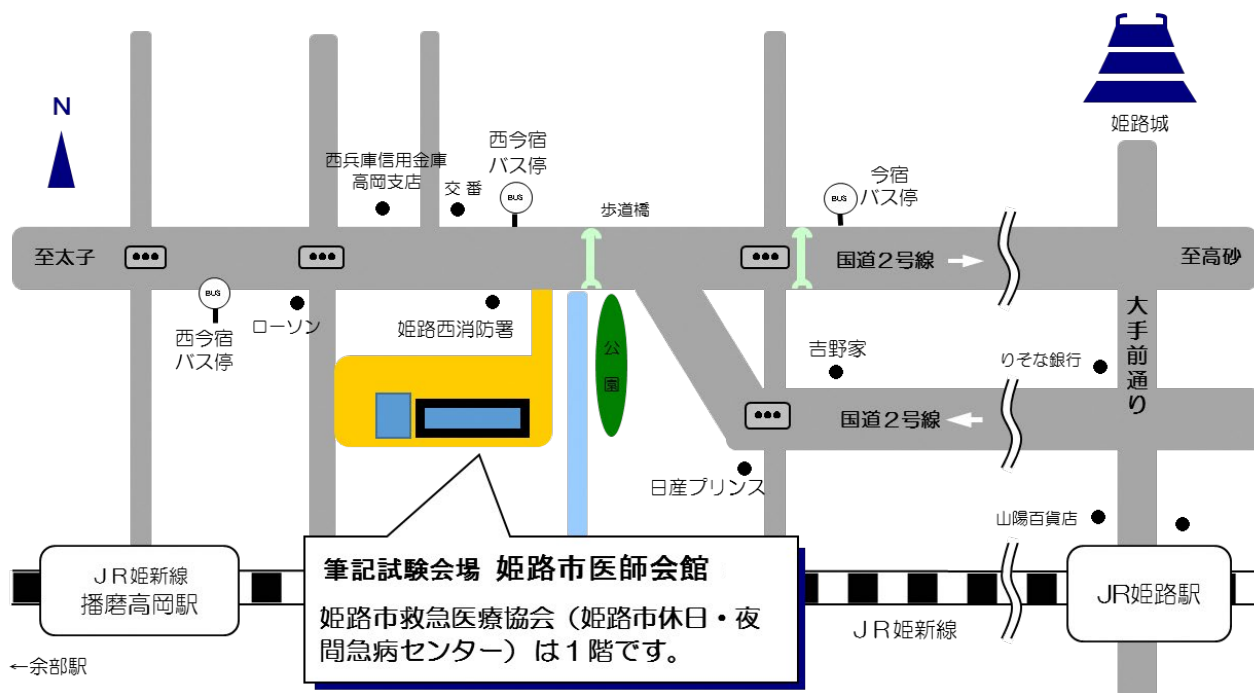 N
姫路城
西兵庫信用金庫
高岡支店
交 番
西今宿
バス停
BUS
歩道橋
BUS
今宿
バス停
至太子
国道2号線
至高砂
BUS
西今宿
バス停
ローソン
姫路西消防署
公
園
吉野家
りそな銀行
大手前通り
国道2号線
日産プリンス
山陽百貨店
筆記試験会場 姫路市医師会館
姫路市救急医療協会（姫路市休日・夜
間急病センター）は1階です。
JR姫新線
播磨高岡駅
JR姫路駅
JR姫新線
←余部駅